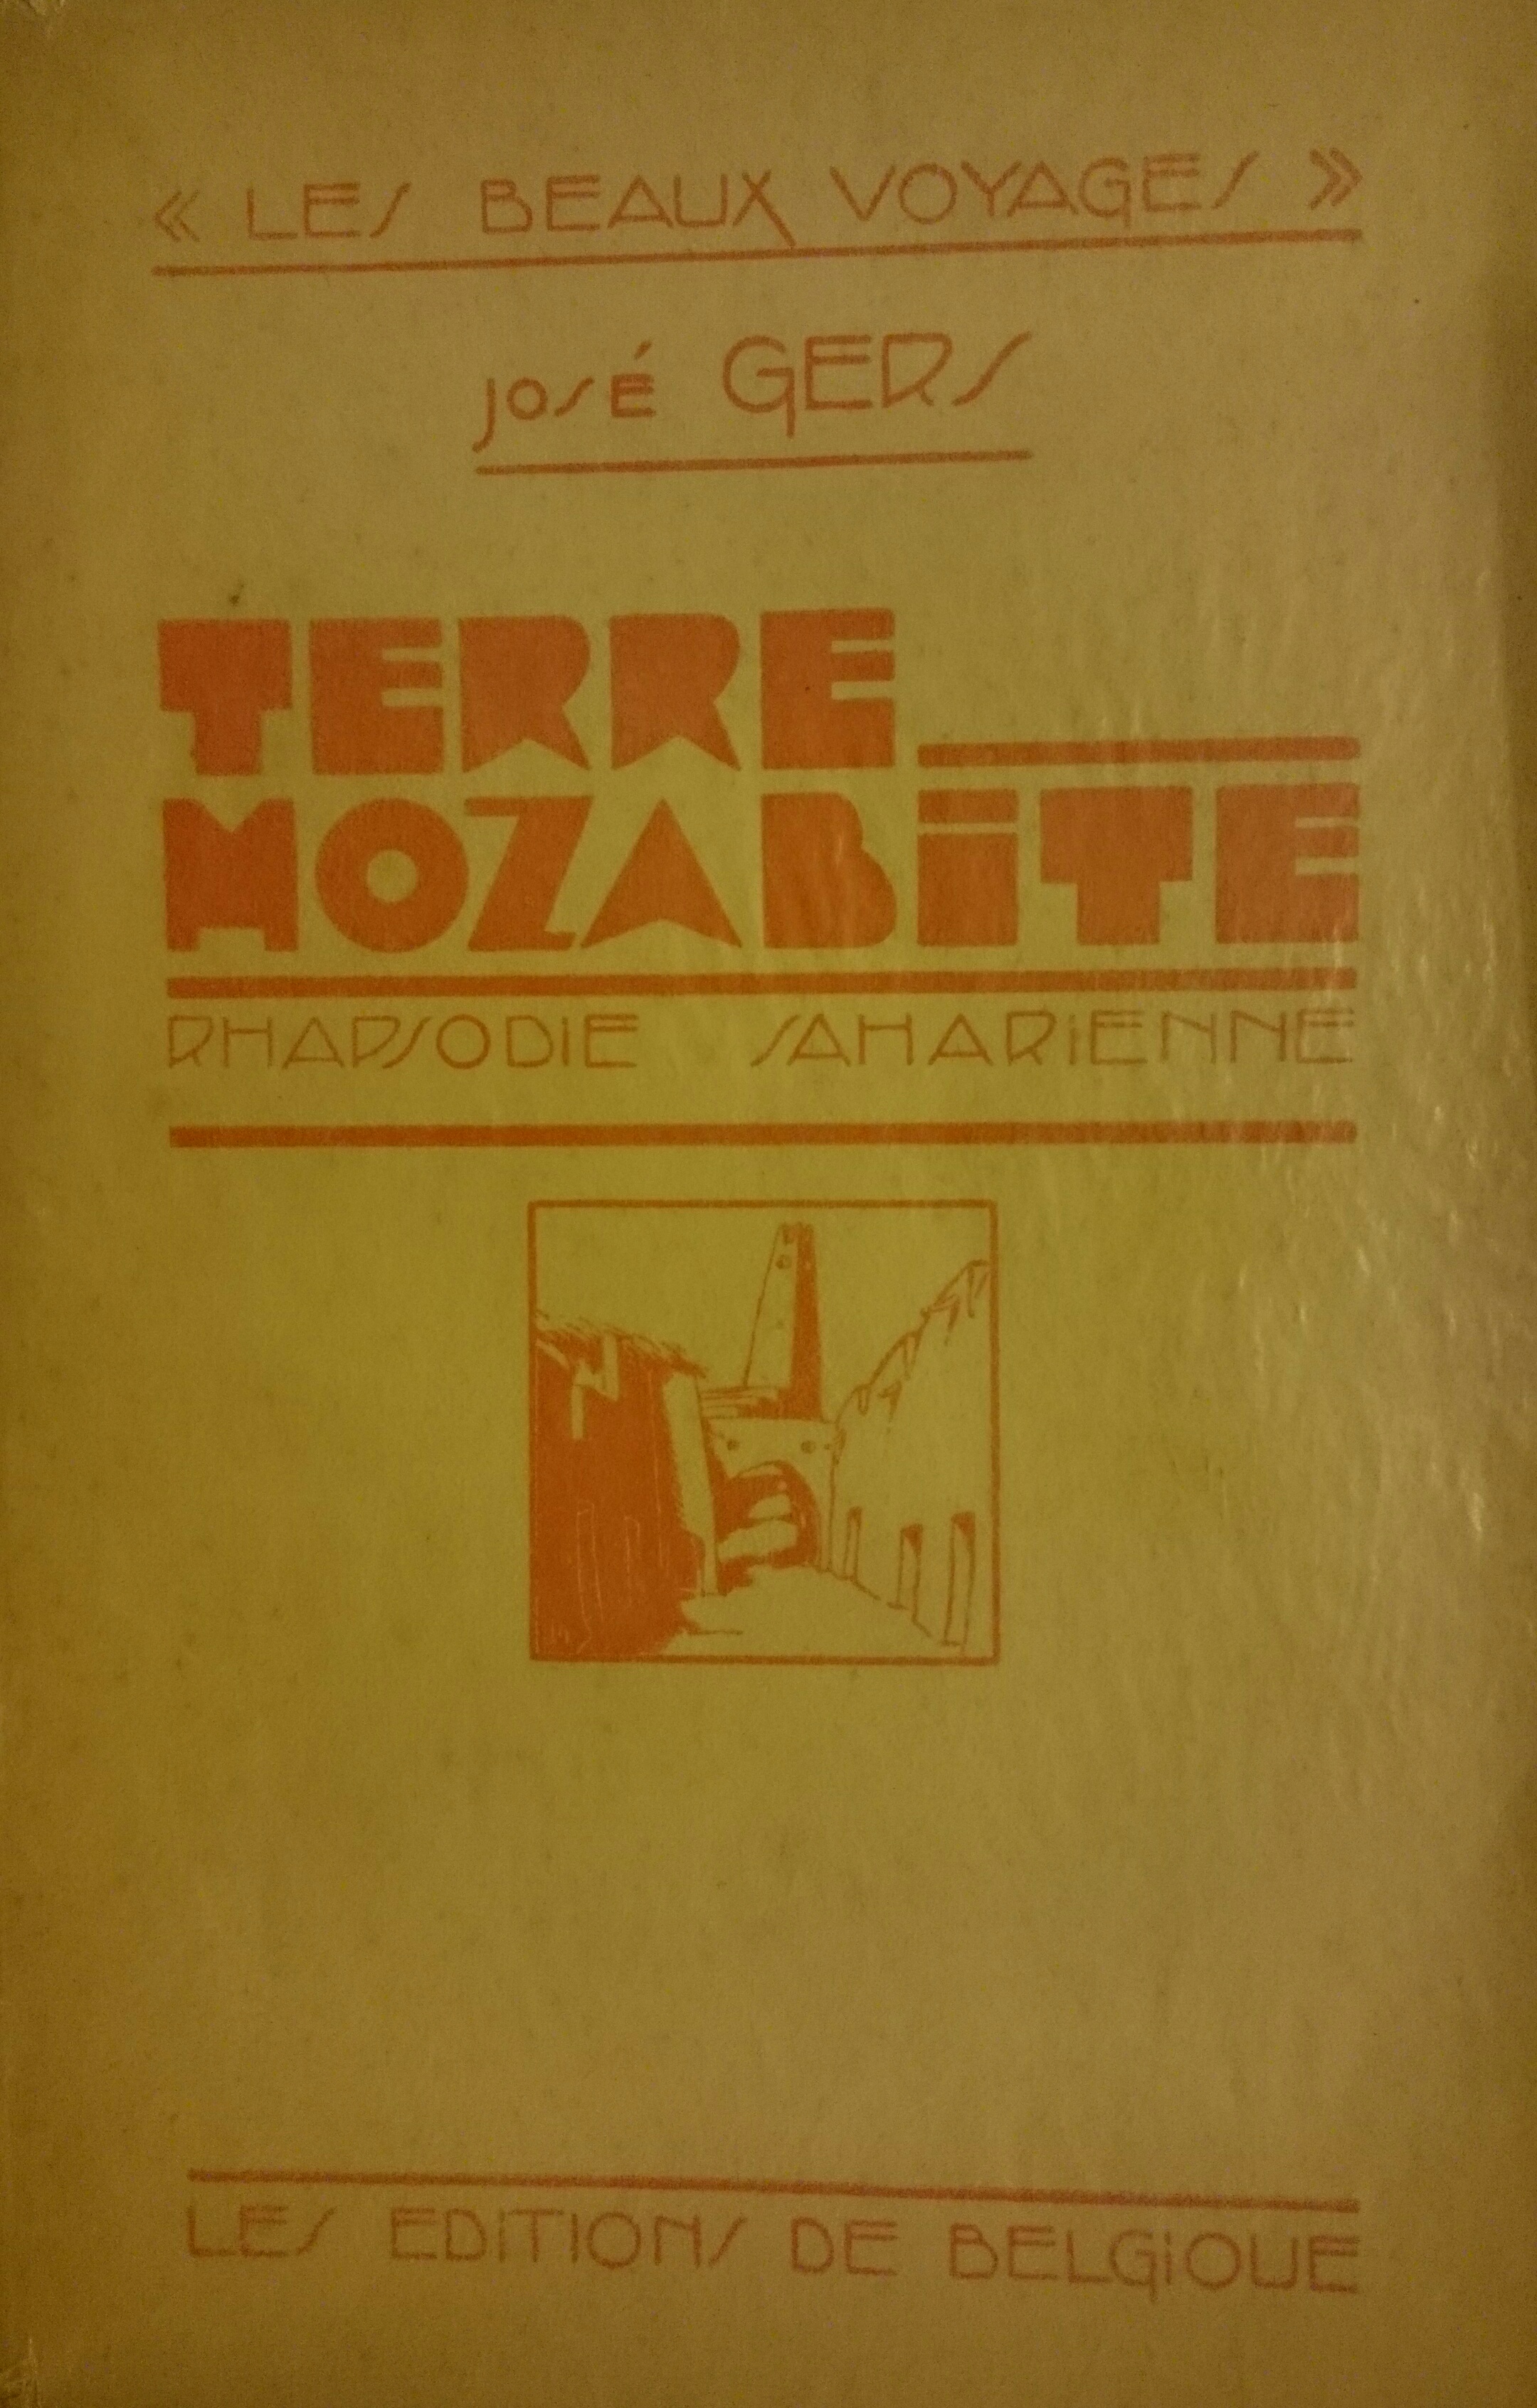 « LES BEAUX VOYAGES »
josé GERS
TERRE
MOZABiTE
RHAPSODiE SAHARiENNE
LES EDiTIONS DE BELGiQUE